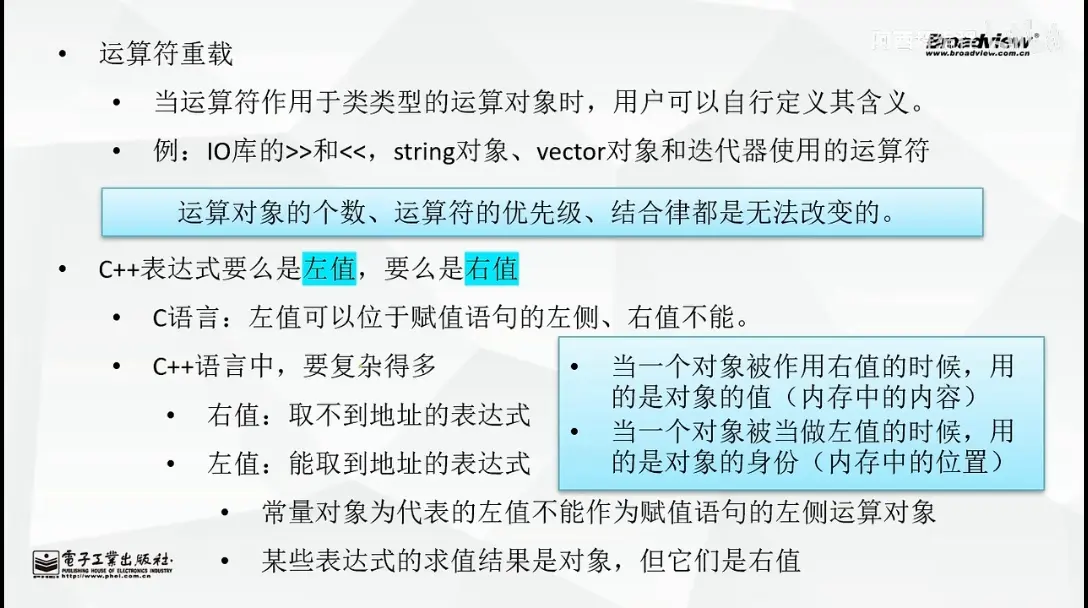 • 运算符重载
Broadview®
www.broadview.com.cn
• 当运算符作用于类类型的运算对象时，用户可以自行定义其含义。
• 例：IO库的>>和<<，string对象、vector对象和迭代器使用的运算符
运算对象的个数、运算符的优先级、结合律都是无法改变的。
• C++表达式要么是左值，要么是右值
• C语言：左值可以位于赋值语句的左侧、右值不能。
• C++语言中，要复杂得多
• 右值：取不到地址的表达式
• 左值：能取到地址的表达式
• 当一个对象被作用右值的时候，用
的是对象的值（内存中的内容）
• 当一个对象被当做左值的时候，用
的是对象的身份（内存中的位置）
• 常量对象为代表的左值不能作为赋值语句的左侧运算对象
• 某些表达式的求值结果是对象，但它们是右值
電子工業出版社·
PUBLISHING HOUSE OF ELECTRONICS INDUSTRY
http://www.phei.com.cn